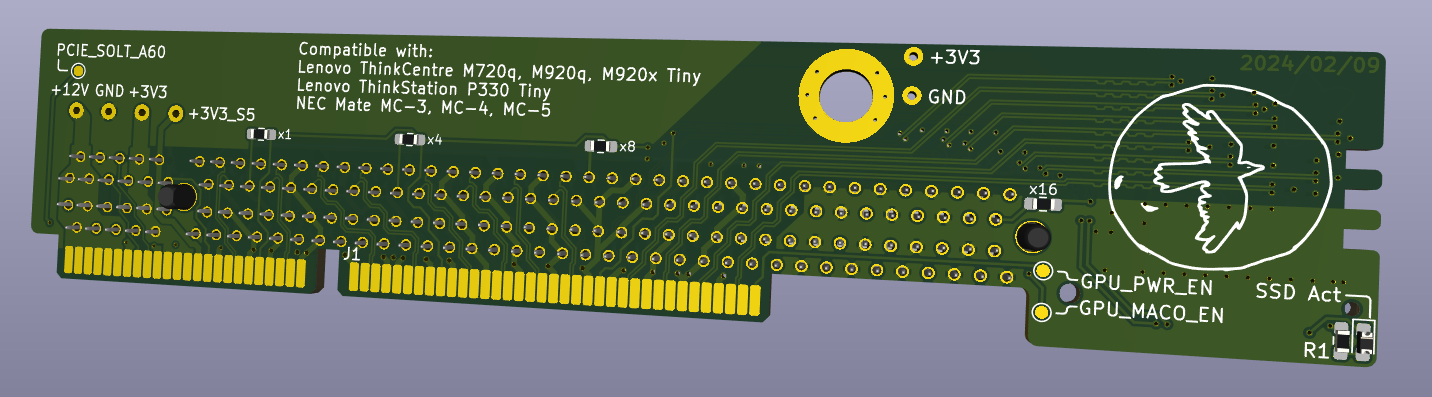 PCIE_SOLT_A60
+12V GND +3V3
+3V3_S5
Compatible with:
Lenovo ThinkCentre M720q, M920q, M920x Tiny
Lenovo ThinkStation P330 Tiny
NEC Mate MC-3, MC-4, MC-5
+3V3
GND
2024/02/09
x1
x4
x8
x16
J1
GPU_PWR_EN
GPU_MACO_EN
SSD Act
R1